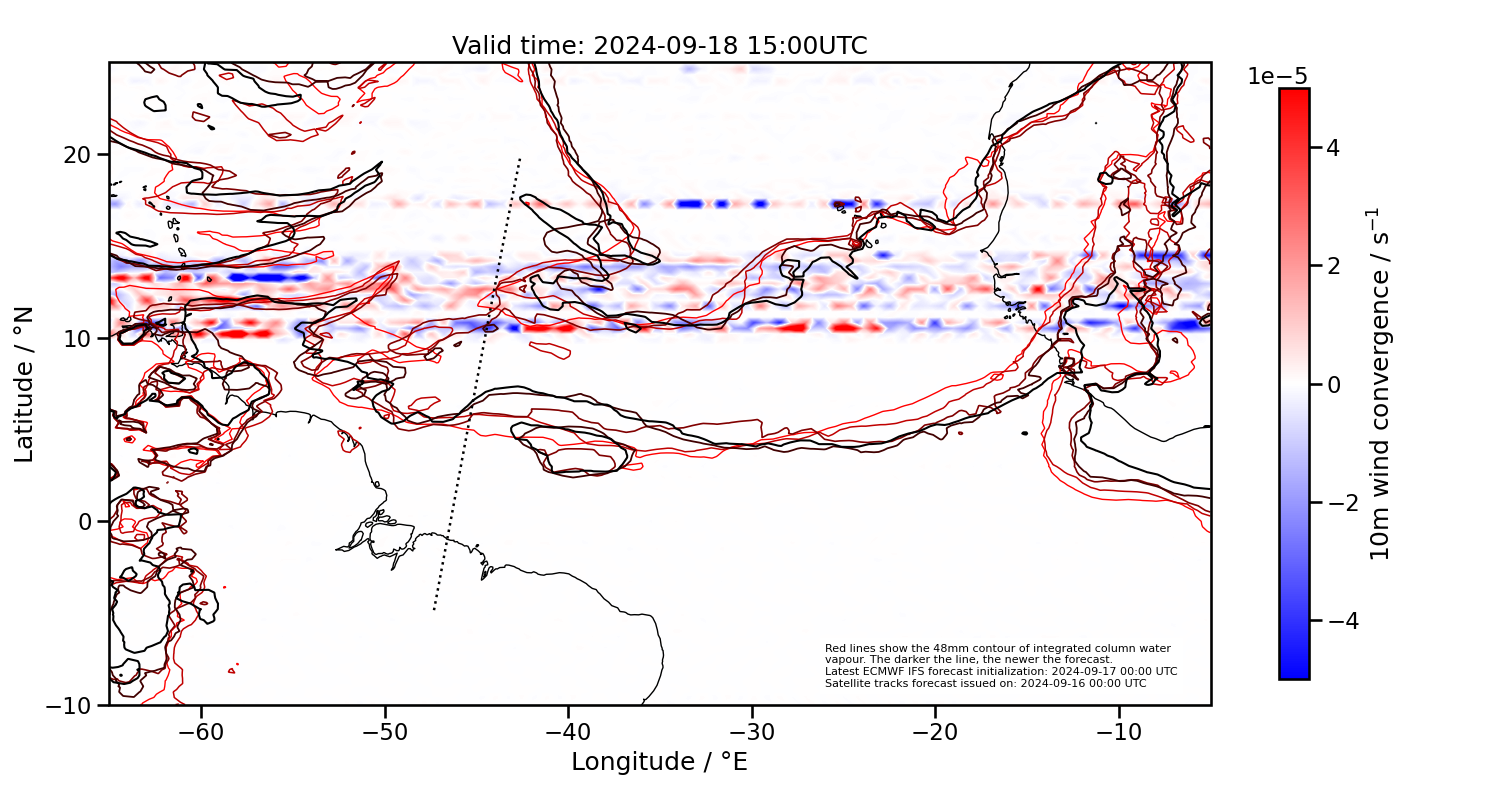 Valid time: 2024-09-18 15:00UTC
1e−5
20
10
0
−10
Latitude / °N
−60
−50
−40
−30
−20
−10
Longitude / °E
4
2
0
−2
−4
10m wind convergence / s⁻¹
Red lines show the 48mm contour of integrated column water
vapour. The darker the line, the newer the forecast.
Latest ECMWF IFS forecast initialization: 2024-09-17 00:00 UTC
Satellite tracks forecast issued on: 2024-09-16 00:00 UTC